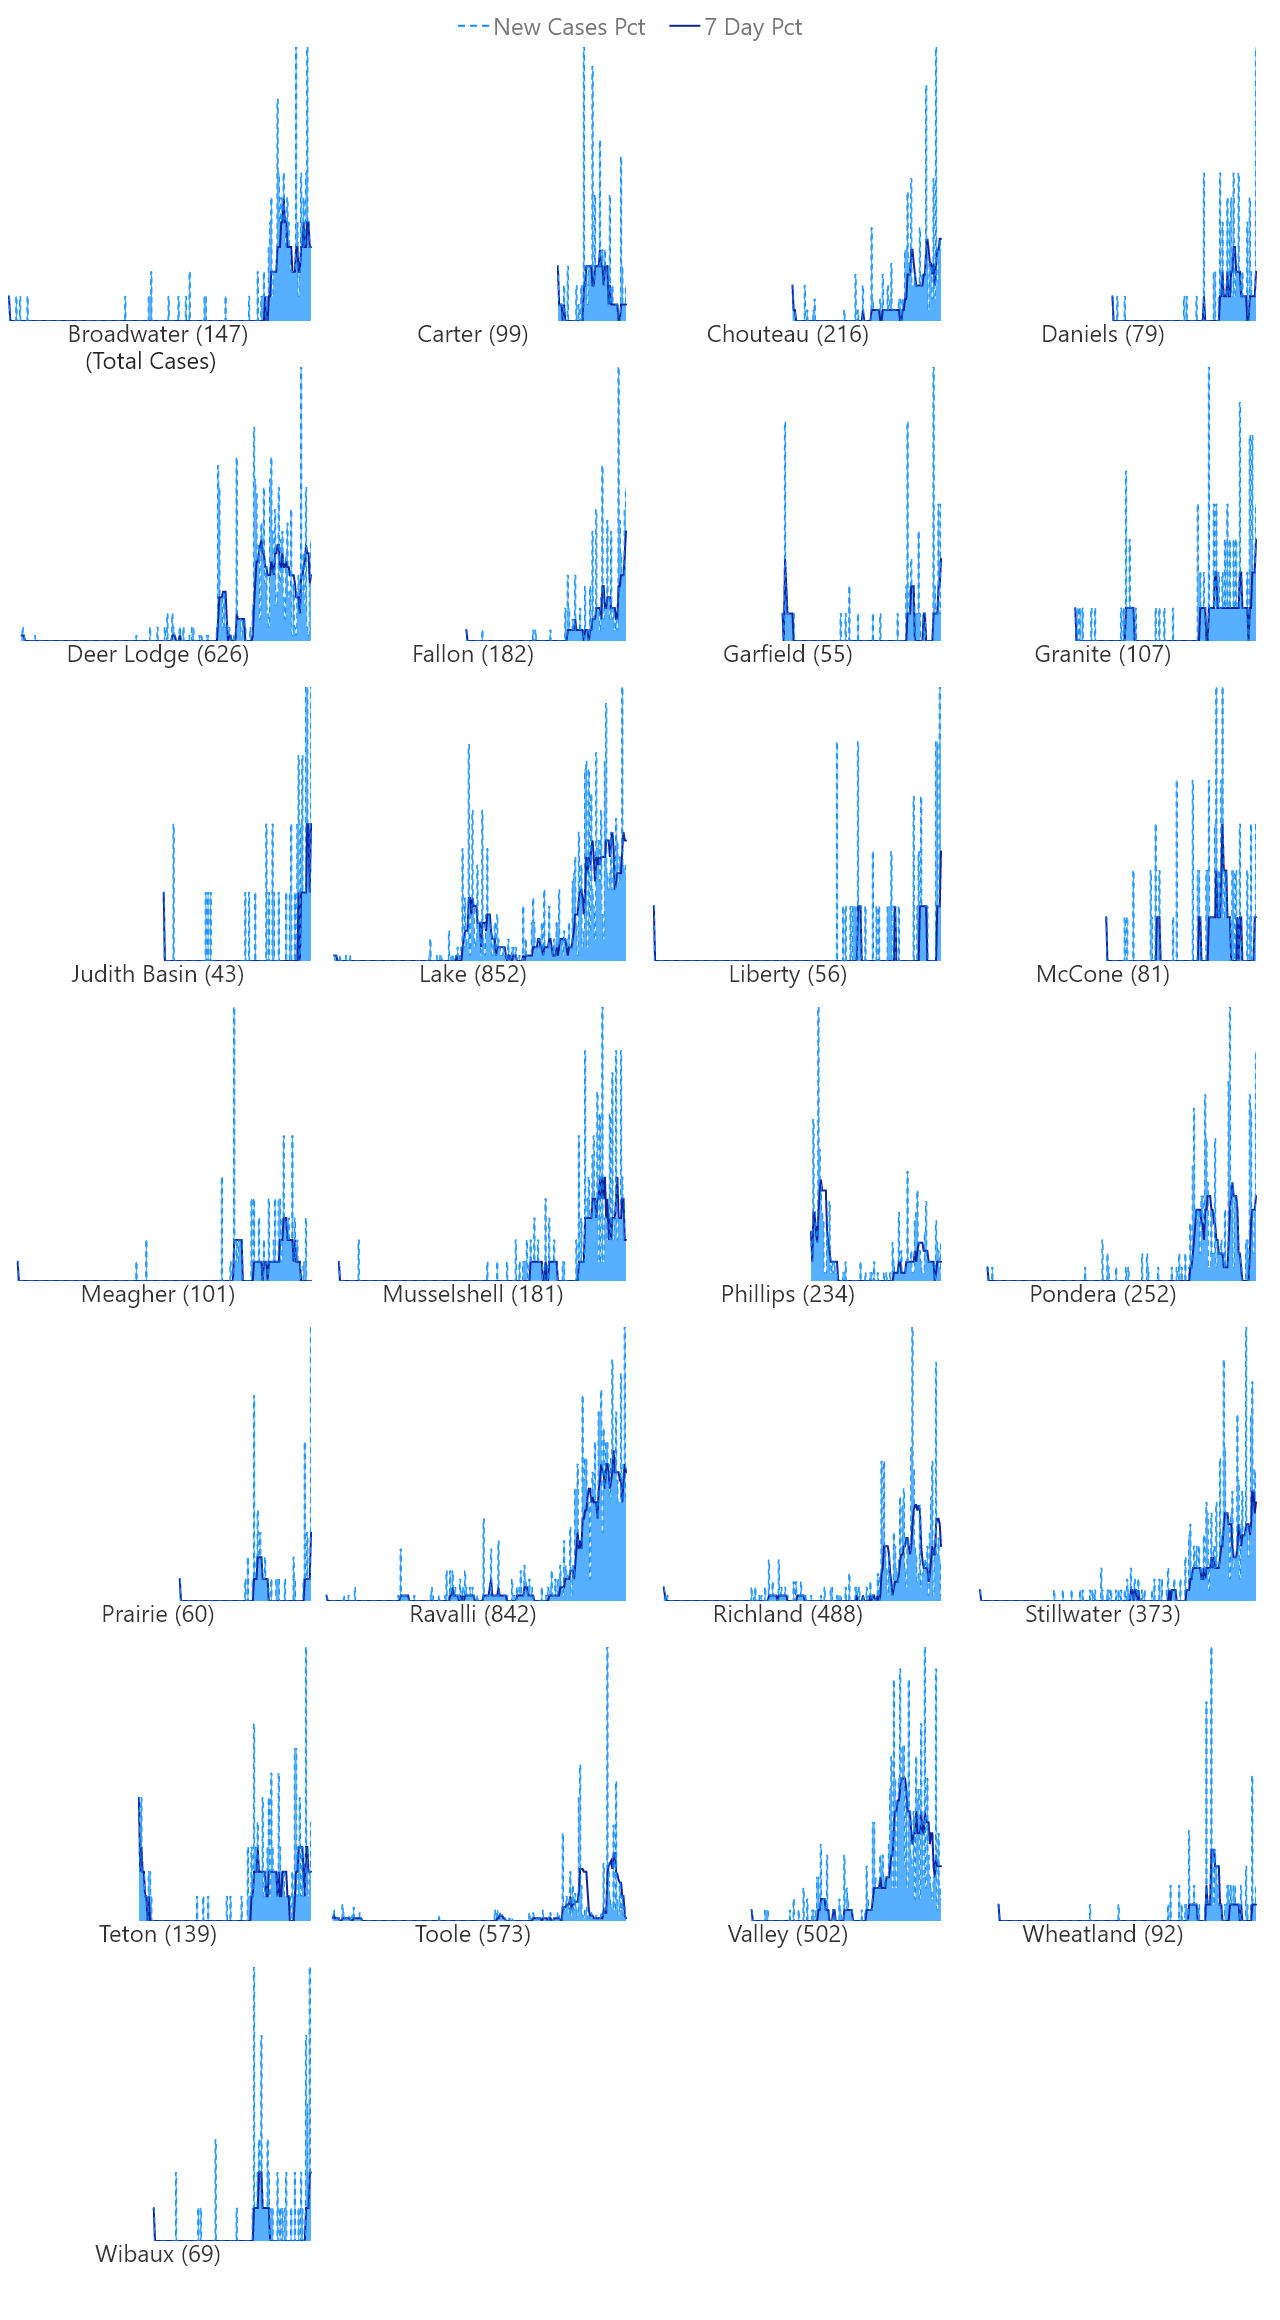 New Cases Pct 7 Day Pct
Broadwater (147) Carter (99) Chouteau (216) Daniels (79)
(Total Cases)
Deer Lodge (626) Fallon (182) Garfield (55) Granite (107)
Judith Basin (43) Lake (852) Liberty (56) McCone (81)
Meagher (101) Musselshell (181) Phillips (234) Pondera (252)
Prairie (60) Ravalli (842) Richland (488) Stillwater (373)
Teton (139) Toole (573) Valley (502) Wheatland (92)
Wibaux (69)